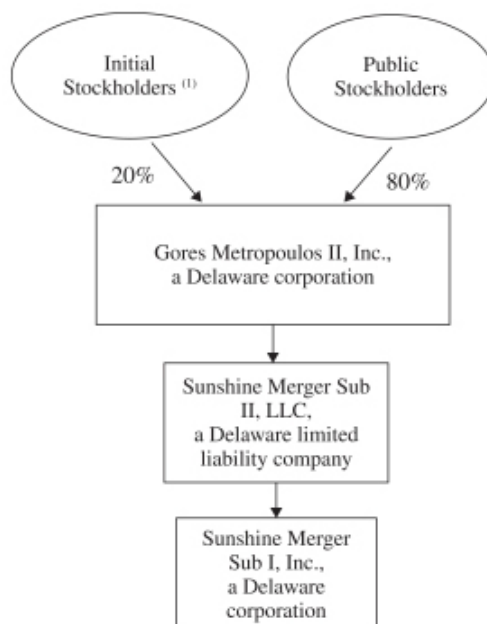 Initial
Stockholders (1)
Public
Stockholders
20%
80%
Gores Metropoulos II, Inc.,
a Delaware corporation
Sunshine Merger Sub
II, LLC,
a Delaware limited
liability company
Sunshine Merger
Sub I, Inc.,
a Delaware
corporation